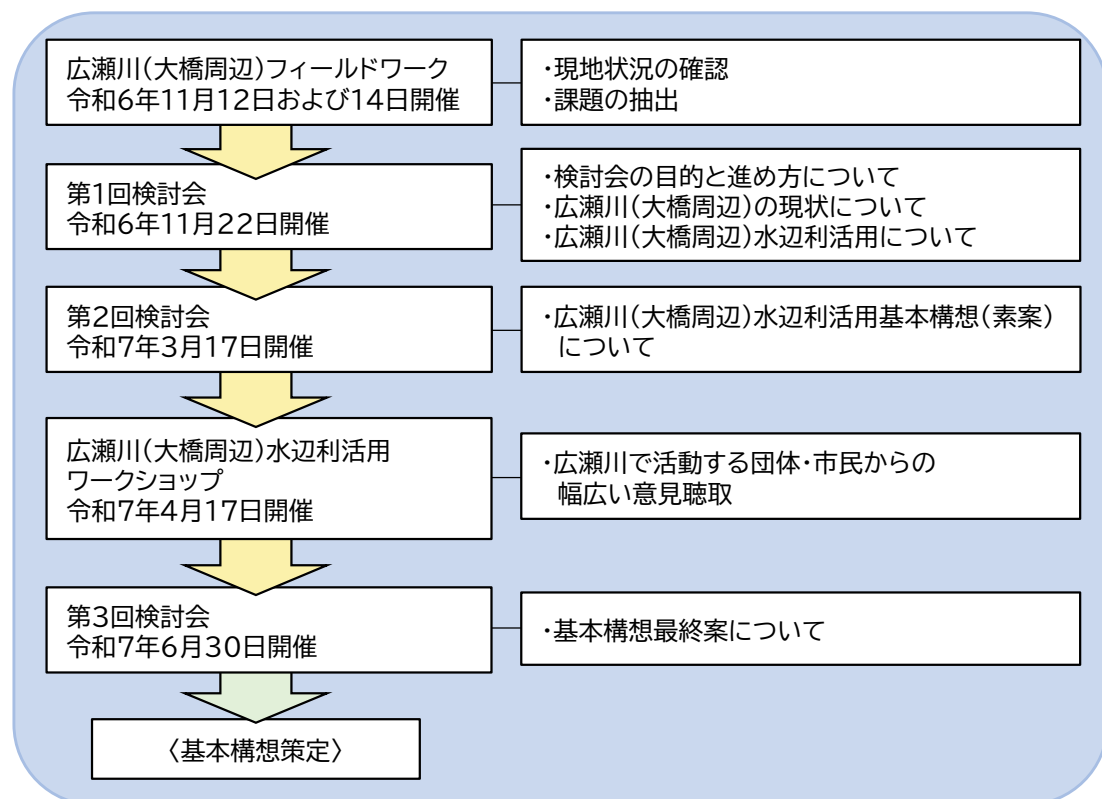 広瀬川(大橋周辺)フィールドワーク
令和6年11月12日および14日開催
・現地状況の確認
・課題の抽出
第1回検討会
令和6年11月22日開催
・検討会の目的と進め方について
・広瀬川(大橋周辺)の現状について
・広瀬川(大橋周辺)水辺利活用について
第2回検討会
令和7年3月17日開催
・広瀬川(大橋周辺)水辺利活用基本構想(素案)
について
広瀬川(大橋周辺)水辺利活用
ワークショップ
令和7年4月17日開催
・広瀬川で活動する団体・市民からの
幅広い意見聴取
第3回検討会
令和7年6月30日開催
・基本構想最終案について
〈基本構想策定〉